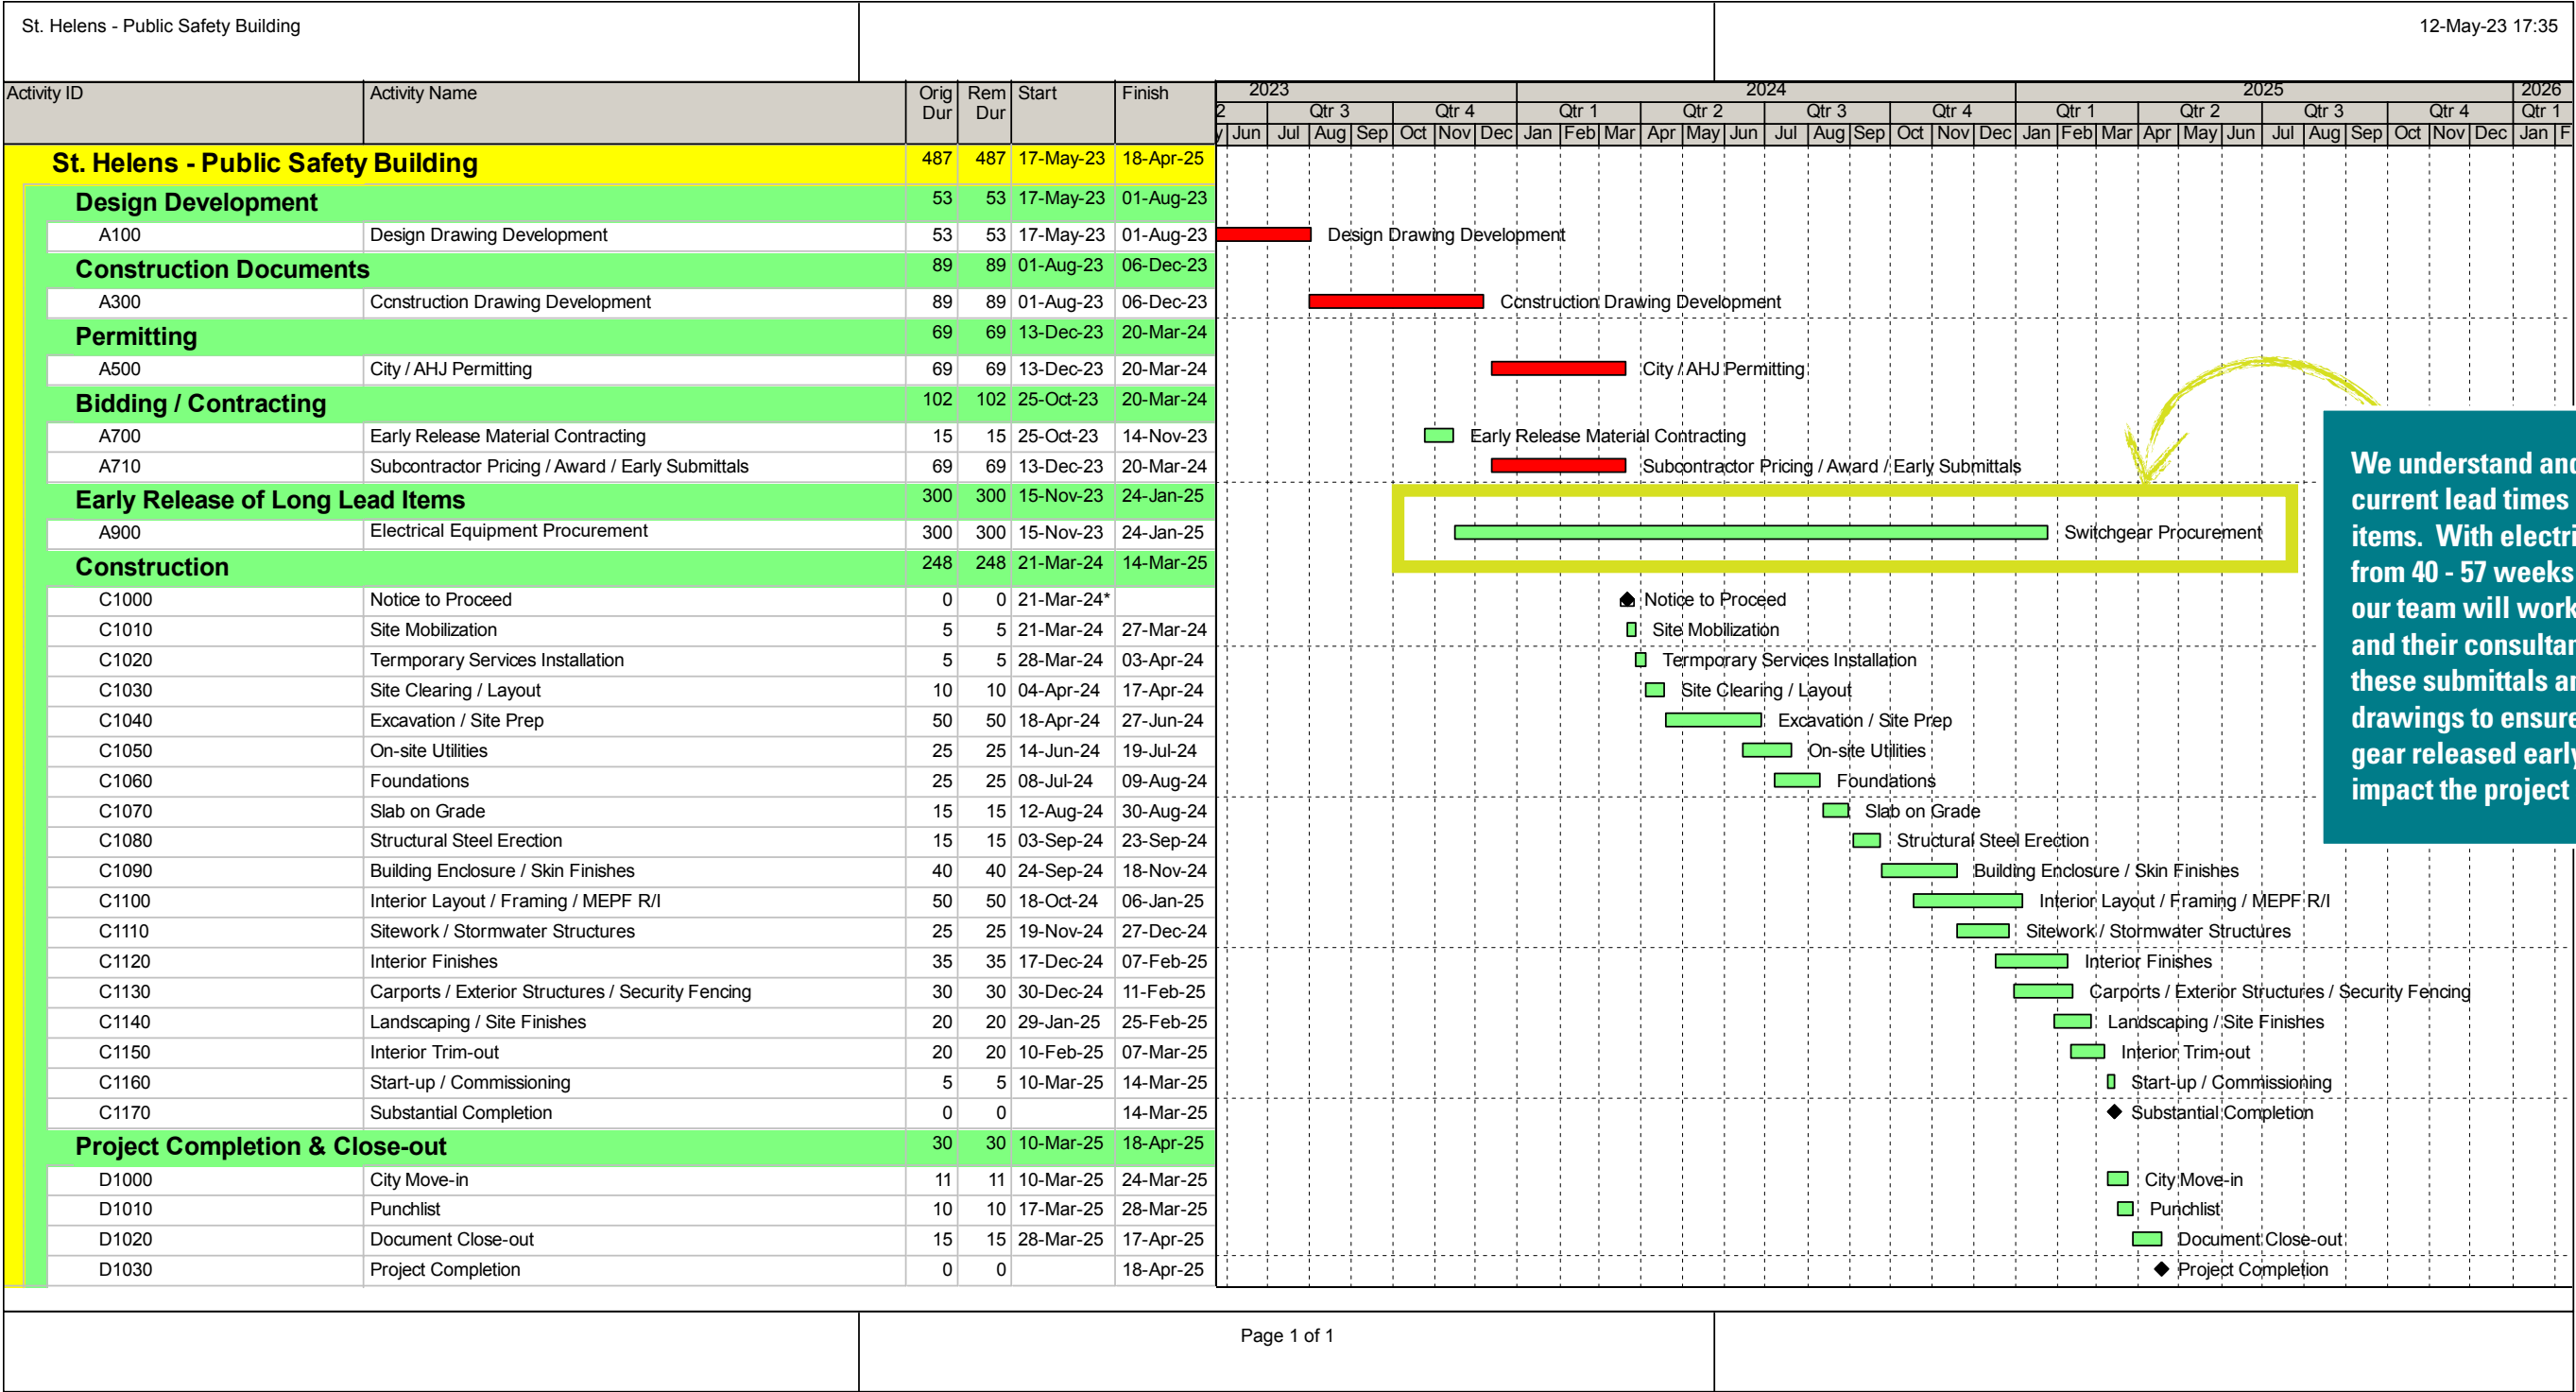 St. Helens - Public Safety Building 12-May-23 17:35
Activity ID Activity Name Orig Dur Rem Dur Start Finish
2023 2024 2025 2026
2 Qtr 3 Qtr 4 Qtr 1 Qtr 2 Qtr 3 Qtr 4 Qtr 1 Qtr 2 Qtr 3 Qtr 4 Qtr 1
y Jun Jul Aug Sep Oct Nov Dec Jan Feb Mar Apr May Jun Jul Aug Sep Oct Nov Dec Jan Feb Mar Apr May Jun Jul Aug Sep Oct Nov Dec Jan F
St. Helens - Public Safety Building 487 487 17-May-23 18-Apr-25
Design Development 53 53 17-May-23 01-Aug-23
A100 Design Drawing Development 53 53 17-May-23 01-Aug-23 Design Drawing Development
Construction Documents 89 89 01-Aug-23 06-Dec-23
A300 Ccnstruction Drawing Development 89 89 01-Aug-23 06-Dec-23 Ccnstruction Drawing Development
Permitting 69 69 13-Dec-23 20-Mar-24
A500 City / AHJ Permitting 69 69 13-Dec-23 20-Mar-24 City / AHJ Permitting
Bidding / Contracting 102 102 25-Oct-23 20-Mar-24
A700 Early Release Material Contracting 15 15 25-Oct-23 14-Nov-23 Early Release Material Contracting
A710 Subcontractor Pricing / Award / Early Submittals 69 69 13-Dec-23 20-Mar-24 Subcontractor Pricing / Award / Early Submittals
Early Release of Long Lead Items 300 300 15-Nov-23 24-Jan-25
A900 Electrical Equipment Procurement 300 300 15-Nov-23 24-Jan-25 Switchgear Procurement
Construction 248 248 21-Mar-24 14-Mar-25
C1000 Notice to Proceed 0 0 21-Mar-24* Notice to Proceed
C1010 Site Mobilization 5 5 21-Mar-24 27-Mar-24 Site Mobilization
C1020 Termporary Services Installation 5 5 28-Mar-24 03-Apr-24 Termporary Services Installation
C1030 Site Clearing / Layout 10 10 04-Apr-24 17-Apr-24 Site Clearing / Layout
C1040 Excavation / Site Prep 50 50 18-Apr-24 27-Jun-24 Excavation / Site Prep
C1050 On-site Utilities 25 25 14-Jun-24 19-Jul-24 On-site Utilities
C1060 Foundations 25 25 08-Jul-24 09-Aug-24 Foundations
C1070 Slab on Grade 15 15 12-Aug-24 30-Aug-24 Slab on Grade
C1080 Structural Steel Erection 15 15 03-Sep-24 23-Sep-24 Structural Steel Erection
C1090 Building Enclosure / Skin Finishes 40 40 24-Sep-24 18-Nov-24 Building Enclosure / Skin Finishes
C1100 Interior Layout / Framing / MEPF R/I 50 50 18-Oct-24 06-Jan-25 Interior Layout / Framing / MEPF R/I
C1110 Sitework / Stormwater Structures 25 25 19-Nov-24 27-Dec-24 Sitework / Stormwater Structures
C1120 Interior Finishes 35 35 17-Dec-24 07-Feb-25 Interior Finishes
C1130 Carports / Exterior Structures / Security Fencing 30 30 30-Dec-24 11-Feb-25 Carports / Exterior Structures / Security Fencing
C1140 Landscaping / Site Finishes 20 20 29-Jan-25 25-Feb-25 Landscaping / Site Finishes
C1150 Interior Trim-out 20 20 10-Feb-25 07-Mar-25 Interior Trim-out
C1160 Start-up / Commissioning 5 5 10-Mar-25 14-Mar-25 Start-up / Commissioning
C1170 Substantial Completion 0 0 14-Mar-25 Substantial Completion
Project Completion & Close-out 30 30 10-Mar-25 18-Apr-25
D1000 City Move-in 11 11 10-Mar-25 24-Mar-25 City Move-in
D1010 Punchlist 10 10 17-Mar-25 28-Mar-25 Punchlist
D1020 Document Close-out 15 15 28-Mar-25 17-Apr-25 Document Close-out
D1030 Project Completion 0 0 18-Apr-25 Project Completion
We understand
current lead times
items. With
from 40 - 57 weeks
our team will work
and their
these submittals
drawings to
gear released
impact the project
Page 1 of 1